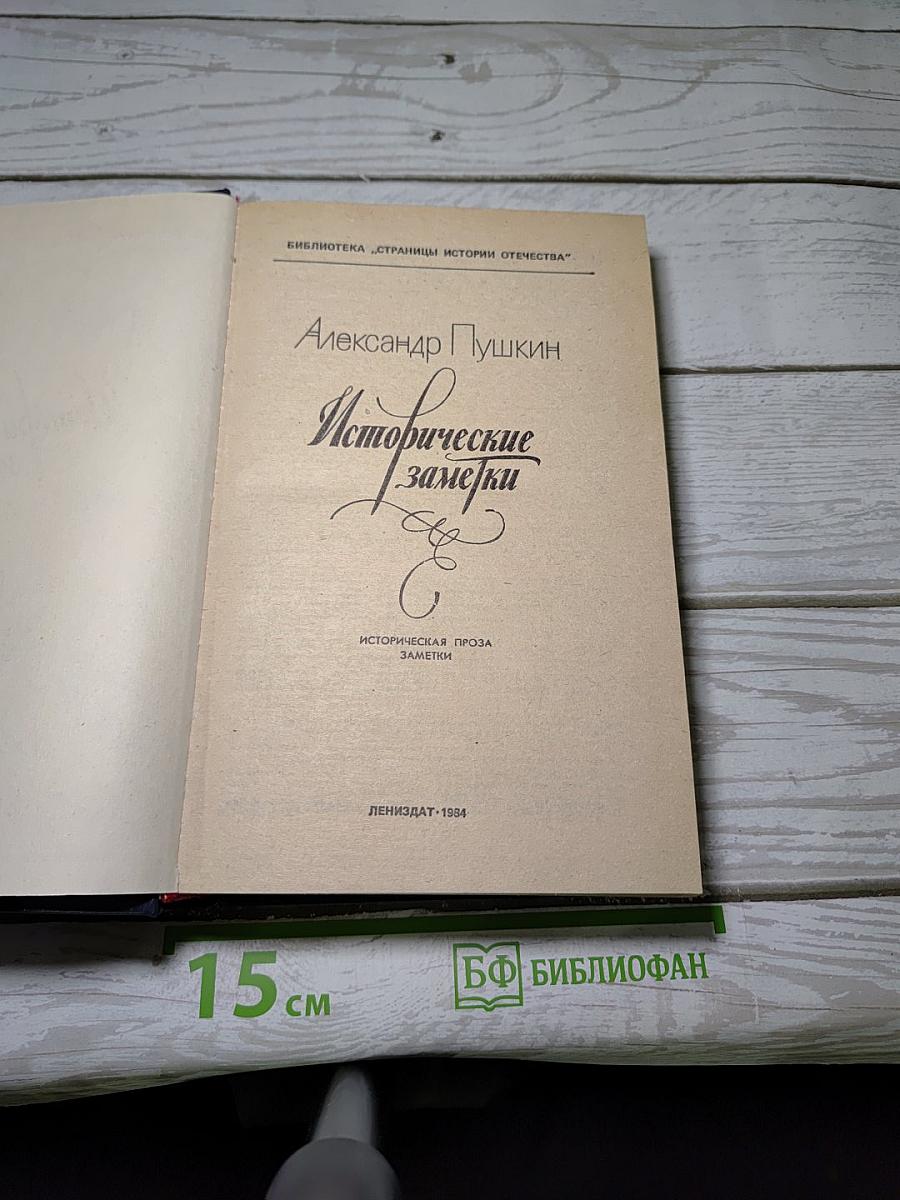 БИБЛИОТЕКА „СТРАНИЦЫ ИСТОРИИ ОТЕЧЕСТВА"
Александр Пушкин
Исторические
заметки
ИСТОРИЧЕСКАЯ ПРОЗА
ЗАМЕТКИ
ЛЕНИЗДАТ·1984
15 см
БФ БИБЛИОФАН